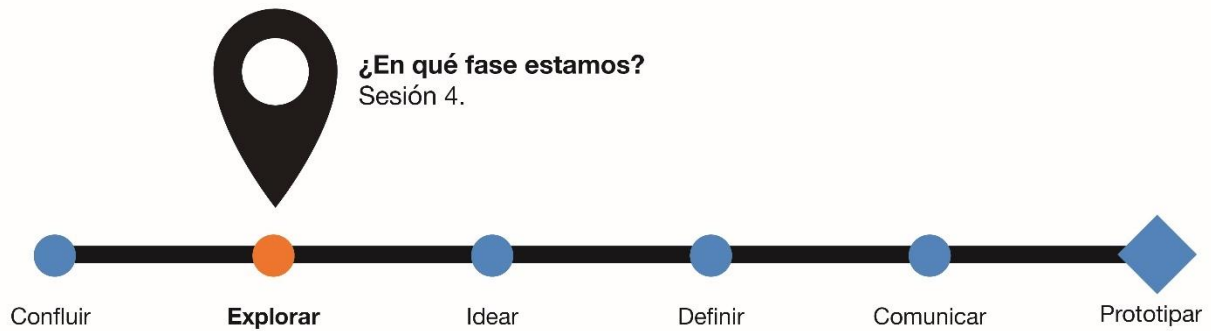 ¿En qué fase estamos?
Sesión 4.
Confluir
Explorar
Idear
Definir
Comunicar
Prototipar